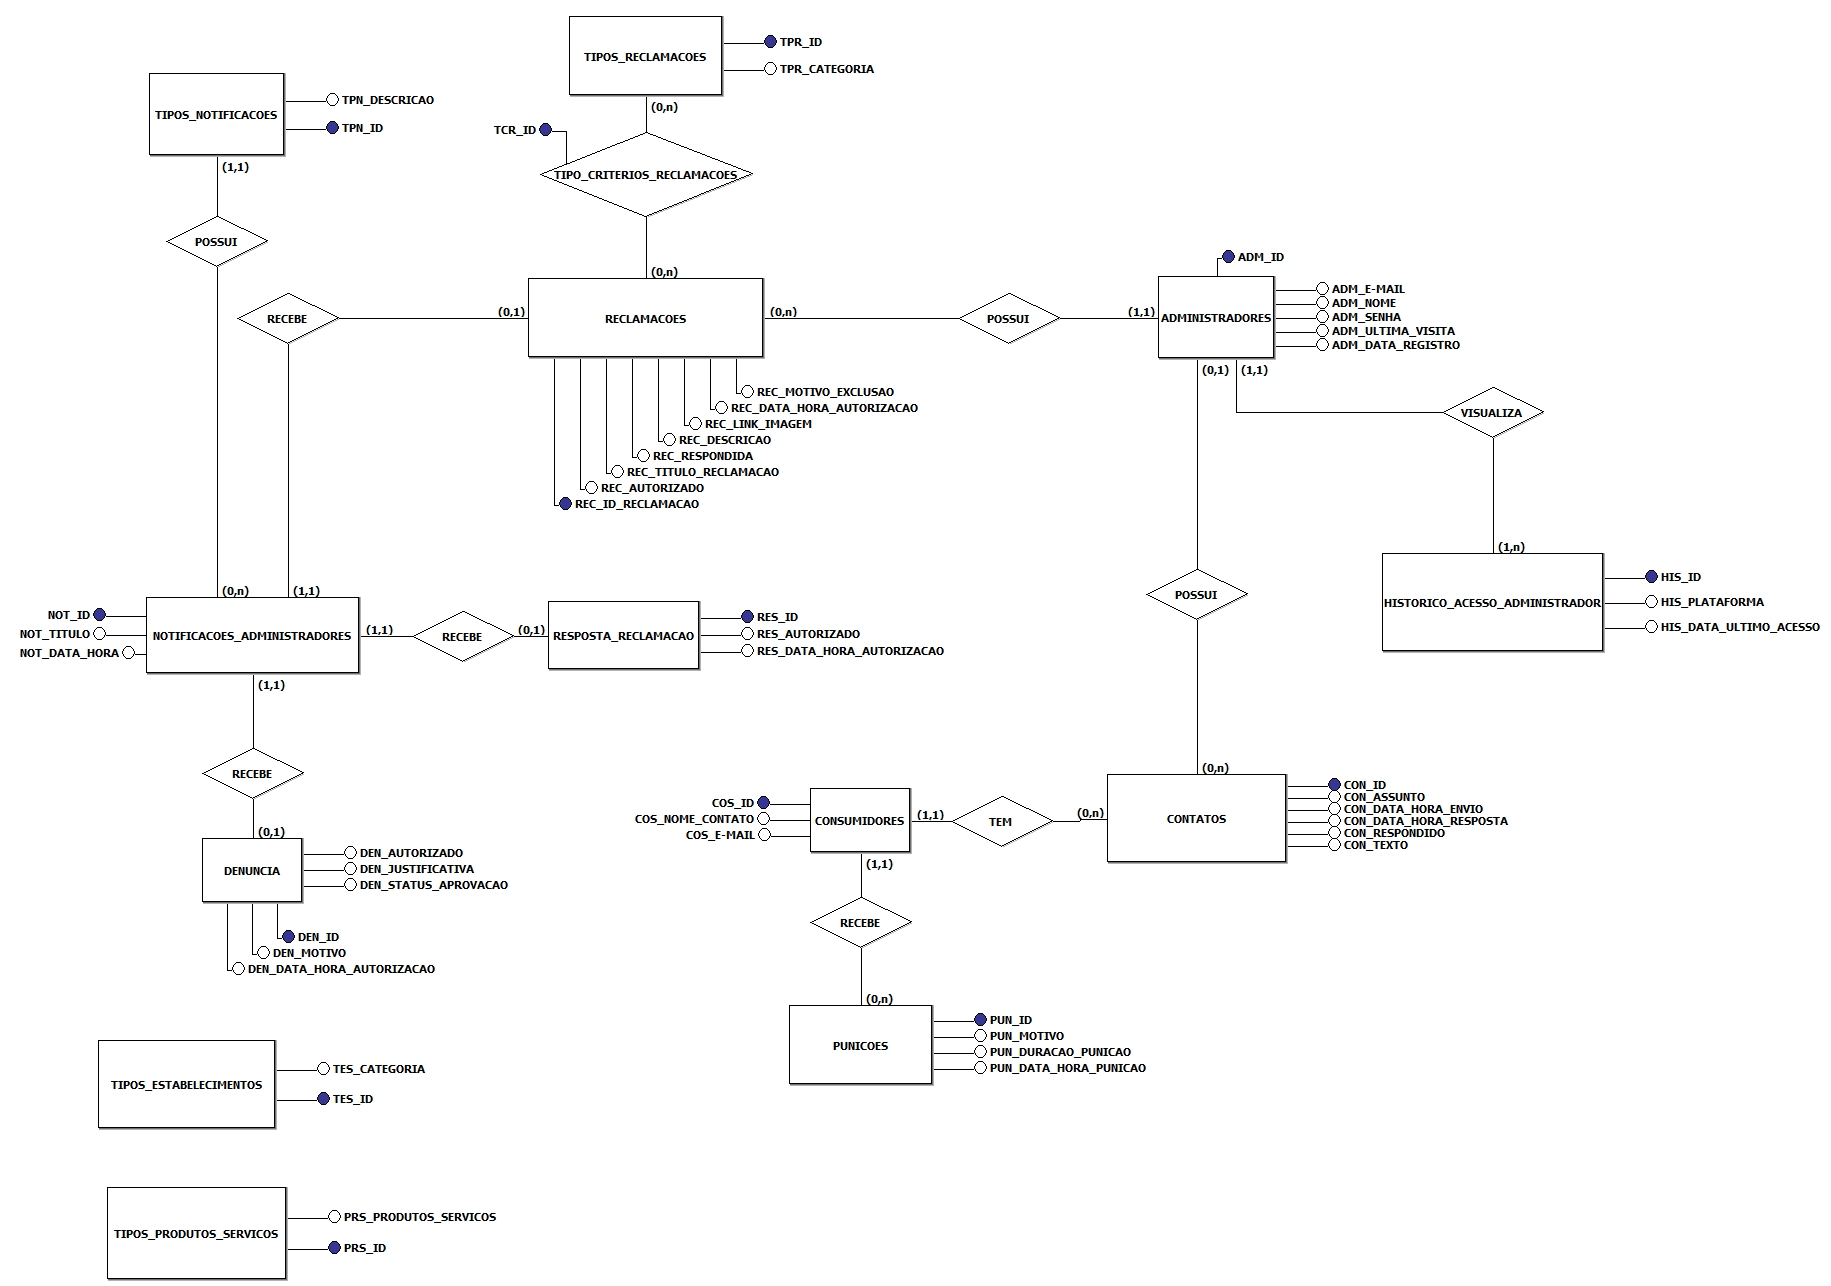 TIPOS_RECLAMACOES
TPR_ID
TPR_CATEGORIA
(0,n)
TIPOS_NOTIFICACOES
TPN_DESCRICAO
TPN_ID
(1,1)
TCR_ID
TIPO_CRITERIOS_RECLAMACOES
(0,n)
POSSUI
RECEBE
(0,1)
RECLAMACOES
(0,n)
POSSUI
(1,1)
ADMINISTRADORES
ADM_ID
ADM_E-MAIL
ADM_NOME
ADM_SENHA
ADM_ULTIMA_VISITA
ADM_DATA_REGISTRO
(0,1)
(1,1)
REC_MOTIVO_EXCLUSAO
REC_DATA_HORA_AUTORIZACAO
REC_LINK_IMAGEM
REC_DESCRICAO
REC_RESPONDIDA
REC_TITULO_RECLAMACAO
REC_AUTORIZADO
REC_ID_RECLAMACAO
VISUALIZA
(1,n)
HISTORICO_ACESSO_ADMINISTRADOR
HIS_ID
HIS_PLATAFORMA
HIS_DATA_ULTIMO_ACESSO
POSSUI
(0,n)
(1,1)
NOT_ID
NOT_TITULO
NOT_DATA_HORA
NOTIFICACOES_ADMINISTRADORES
(1,1)
RECEBE
(0,1)
RESPOSTA_RECLAMACAO
RES_ID
RES_AUTORIZADO
RES_DATA_HORA_AUTORIZACAO
(1,1)
RECEBE
(0,1)
DENUNCIA
DEN_AUTORIZADO
DEN_JUSTIFICATIVA
DEN_STATUS_APROVACAO
DEN_ID
DEN_MOTIVO
DEN_DATA_HORA_AUTORIZACAO
COS_ID
COS_NOME_CONTATO
COS_E-MAIL
CONSUMIDORES
(1,1)
TEM
(0,n)
(0,n)
CONTATOS
CON_ID
CON_ASSUNTO
CON_DATA_HORA_ENVIO
CON_DATA_HORA_RESPOSTA
CON_RESPONDIDO
CON_TEXTO
(1,1)
RECEBE
(0,n)
PUNICOES
PUN_ID
PUN_MOTIVO
PUN_DURACAO_PUNICAO
PUN_DATA_HORA_PUNICAO
TIPOS_ESTABELECIMENTOS
TES_CATEGORIA
TES_ID
TIPOS_PRODUTOS_SERVICOS
PRS_PRODUTOS_SERVICOS
PRS_ID